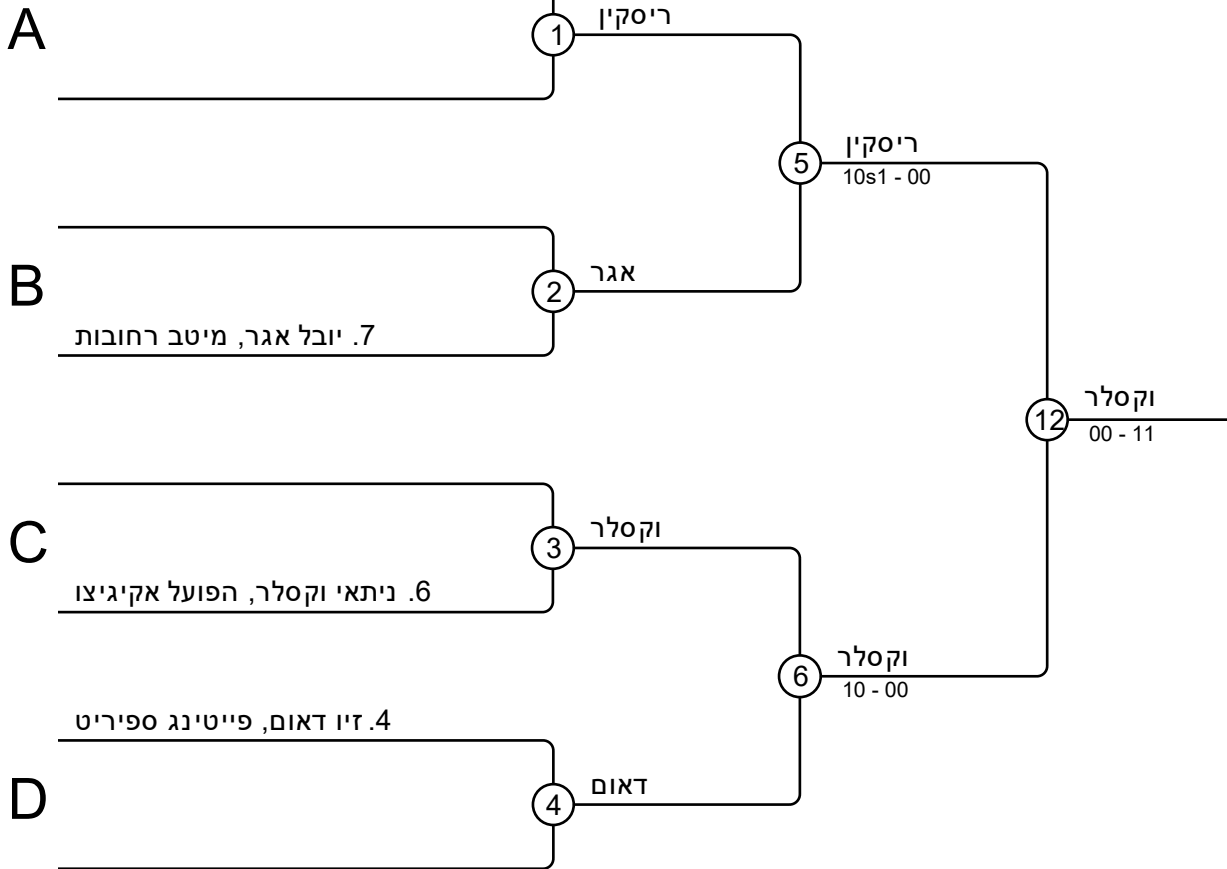 A
1
ריסקין
5
ריסקין
10s1 - 00
B
2
אגר
7. יובל אגר, מיטב רחובות
12
וקסלר
00 - 11
C
3
וקסלר
6. ניתאי וקסלר, הפועל אקיגיצו
6
וקסלר
10 - 00
4. זיו דאום, פייטינג ספיריט
D
4
דאום